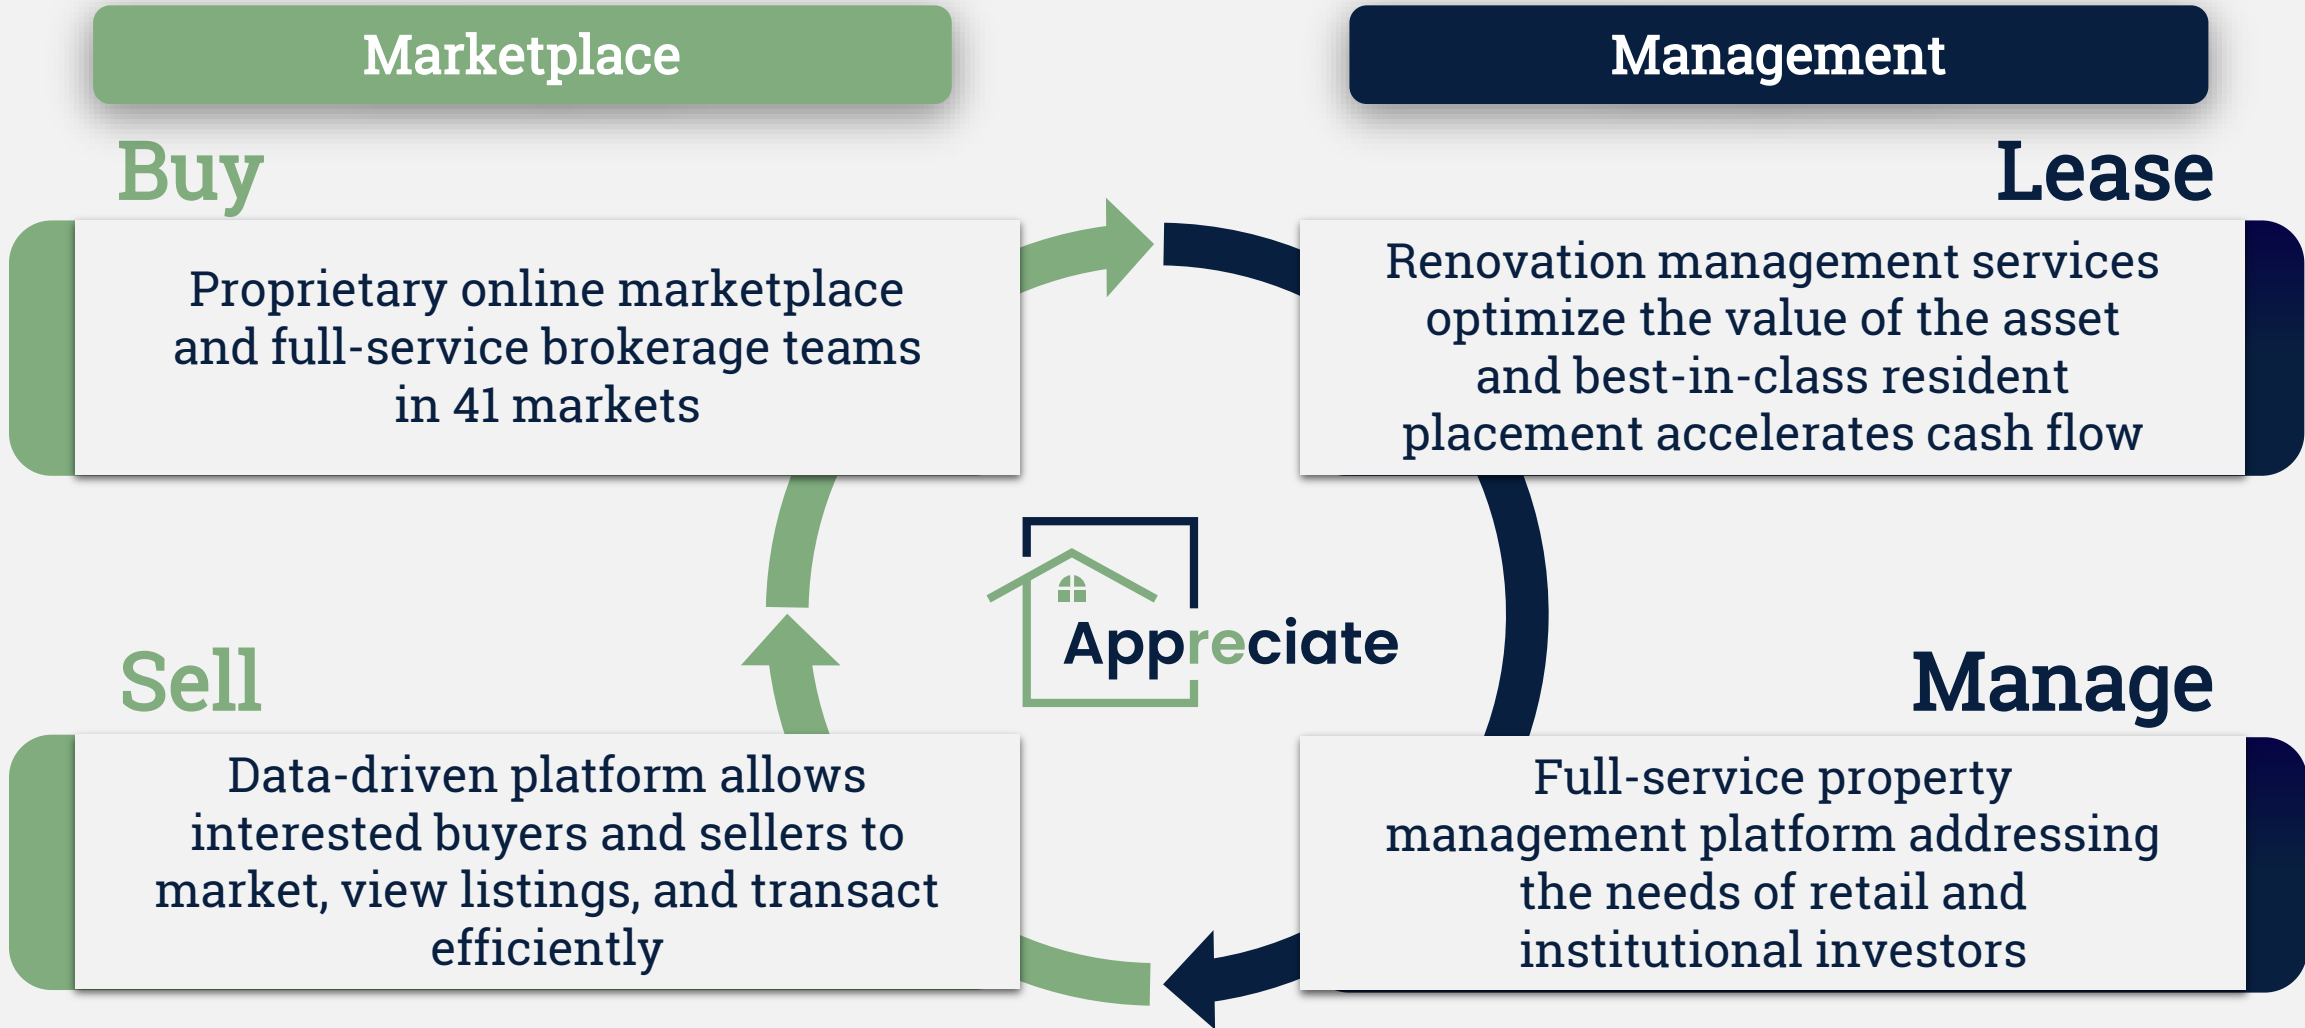 Marketplace
Management
Buy
Proprietary online marketplace
and full-service brokerage teams
in 41 markets
Lease
Renovation management services
optimize the value of the asset
and best-in-class resident
placement accelerates cash flow
Appreciate
Sell
Data-driven platform allows
interested buyers and sellers to
market, view listings, and transact
efficiently
Manage
Full-service property
management platform addressing
the needs of retail and
institutional investors